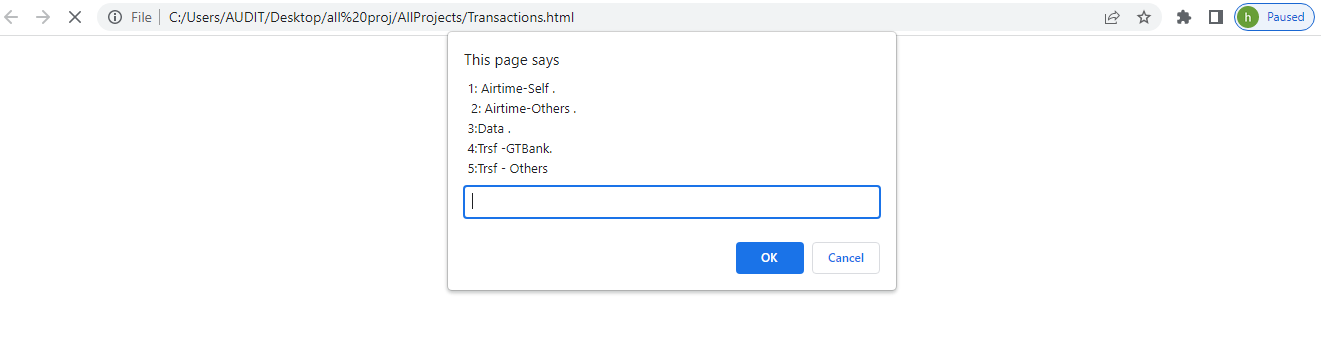 File | C:/Users/AUDIT/Desktop/all%20proj/AllProjects/Transactions.html
h Paused
This page says
1: Airtime-Self .
2: Airtime-Others .
3:Data .
4:Trsf -GTBank.
5:Trsf - Others
OK Cancel